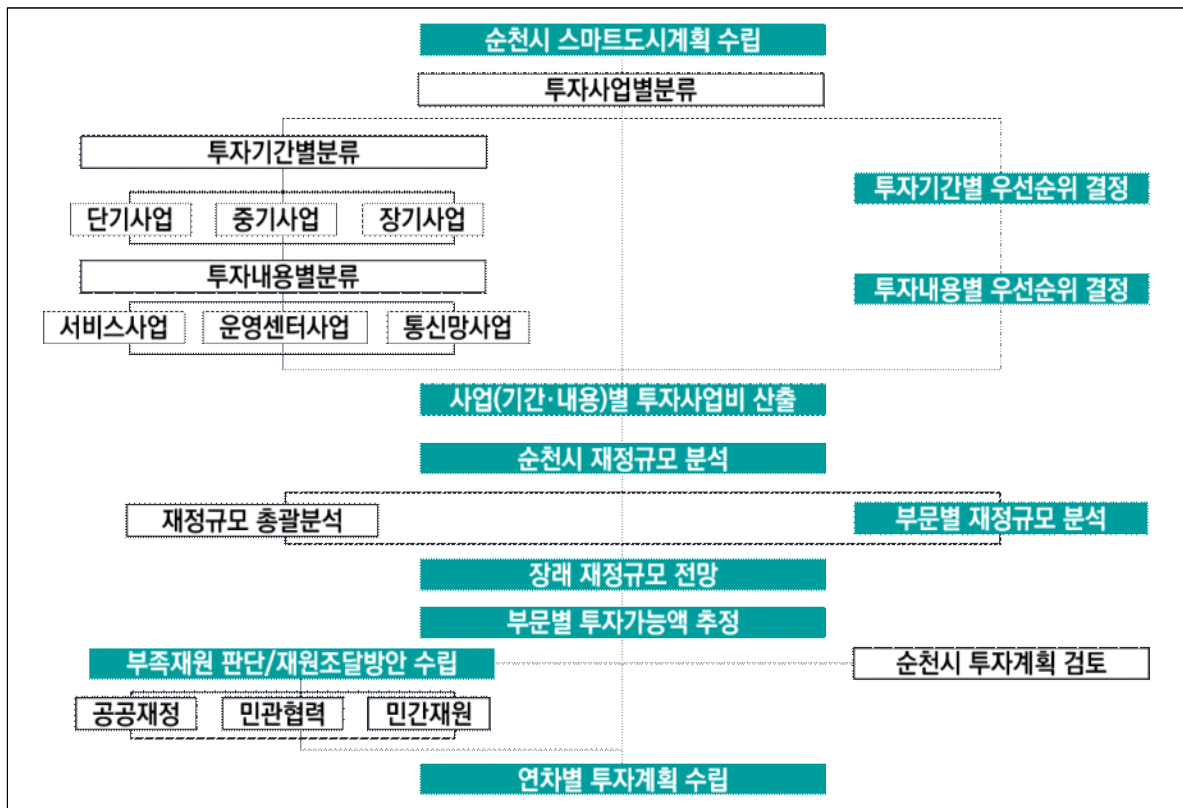 순천시 스마트도시계획 수립
투자사업별분류
투자기간별분류
투자기간별 우선순위 결정
단기사업 중기사업 장기사업
투자내용별분류
투자내용별 우선순위 결정
서비스사업 운영센터사업 통신망사업
사업(기간·내용)별 투자사업비 산출
순천시 재정규모 분석
재정규모 총괄분석
부문별 재정규모 분석
장래 재정규모 전망
부문별 투자가능액 추정
부족재원 판단/재원조달방안 수립
순천시 투자계획 검토
공공재정 민관협력 민간재원
연차별 투자계획 수립